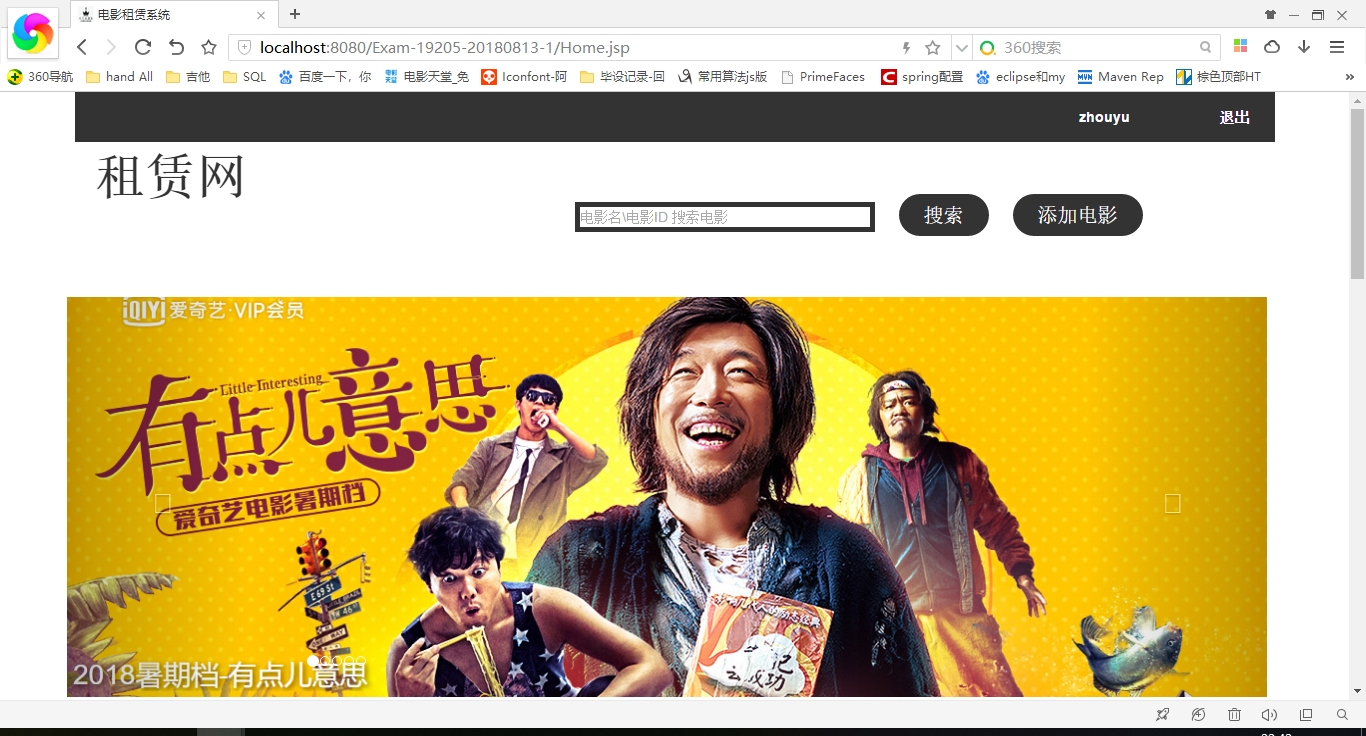 电影租赁系统
localhost:8080/Exam-19205-20180813-1/Home.jsp
360搜索
360导航 hand All 吉他 SQL 百度一下，你 电影天堂_免 Iconfont-阿 毕设记录-回 常用算法js版 PrimeFaces spring配置 eclipse和my Maven Rep 棕色顶部HT »
zhouyu 退出
租赁网
电影名\电影ID 搜索电影 搜索 添加电影
iQIYI 爱奇艺·VIP会员
Little Interesting
有点儿意思
爱奇艺电影暑期档
E 69 St
2018暑期档-有点儿意思